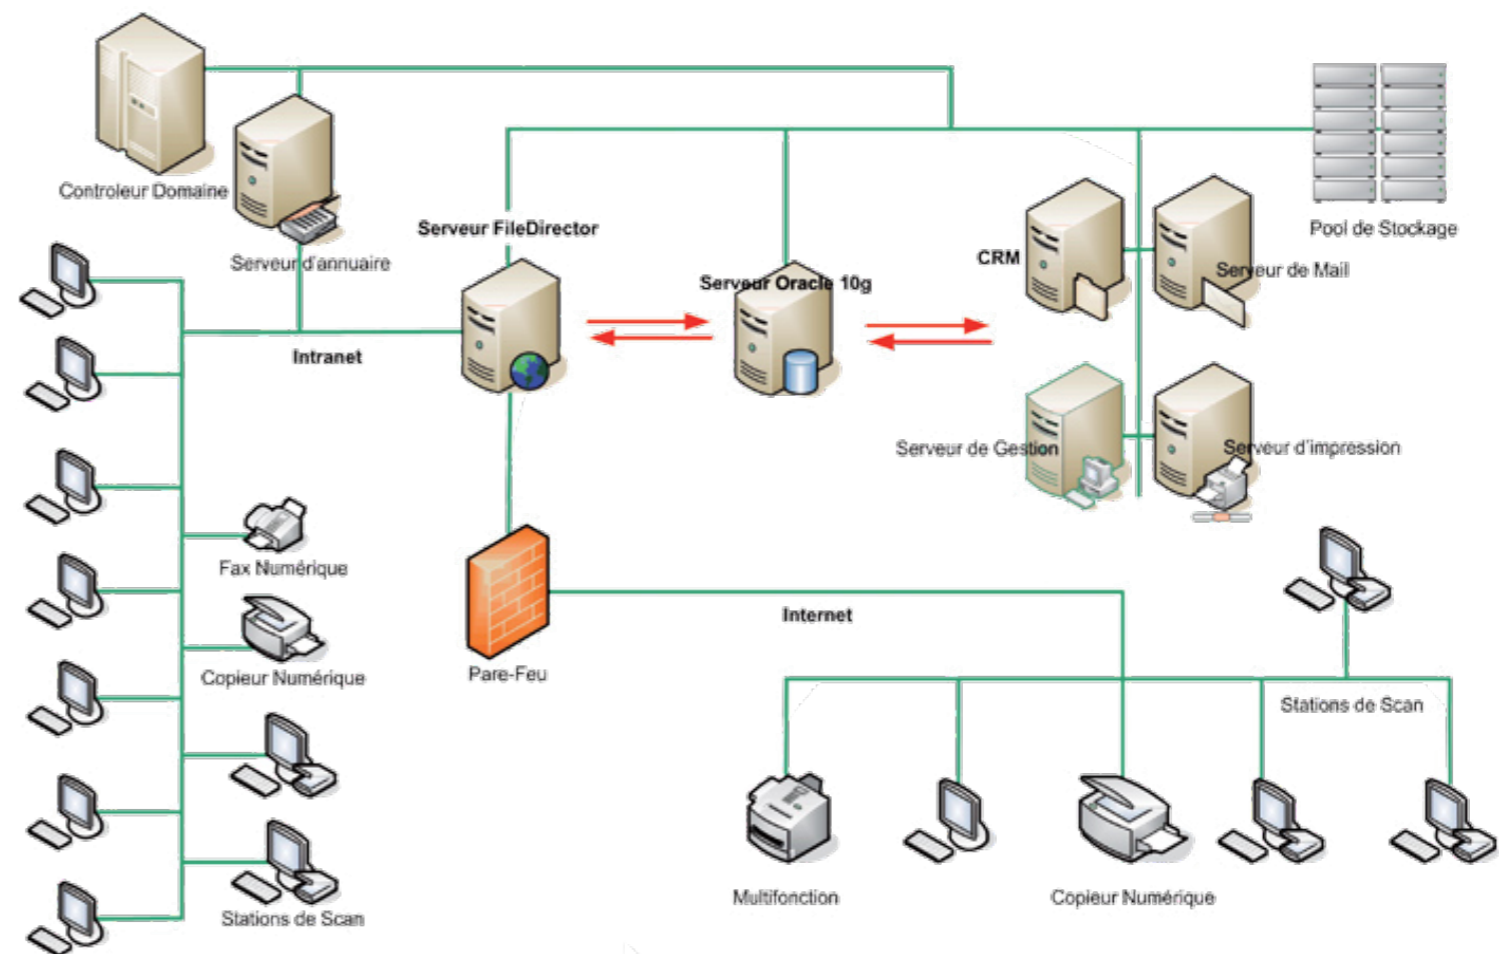 Controleur Domaine
Serveur d'annuaire
Serveur FileDirector
Serveur Oracle 10g
CRM
Serveur de Mail
Pool de Stockage
Intranet
Serveur de Gestion
Serveur d'impression
Fax Numérique
Copieur Numérique
Pare-Feu
Internet
Stations de Scan
Stations de Scan
Multifonction
Copieur Numérique